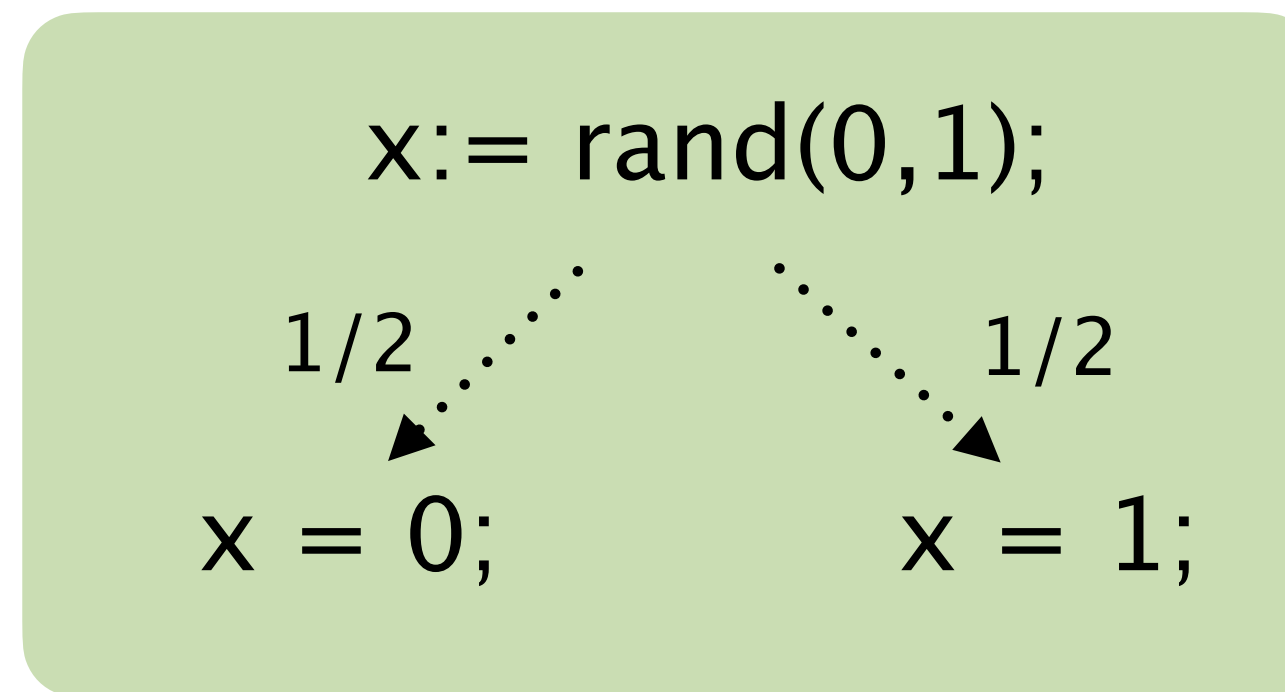 x:= rand(0,1);
1/2 1/2
x = 0; x = 1;